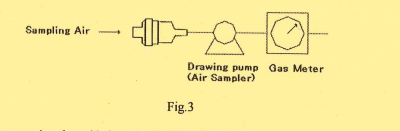 Sampling Air
Drawing pump
(Air Sampler)
Gas Meter
Fig.3